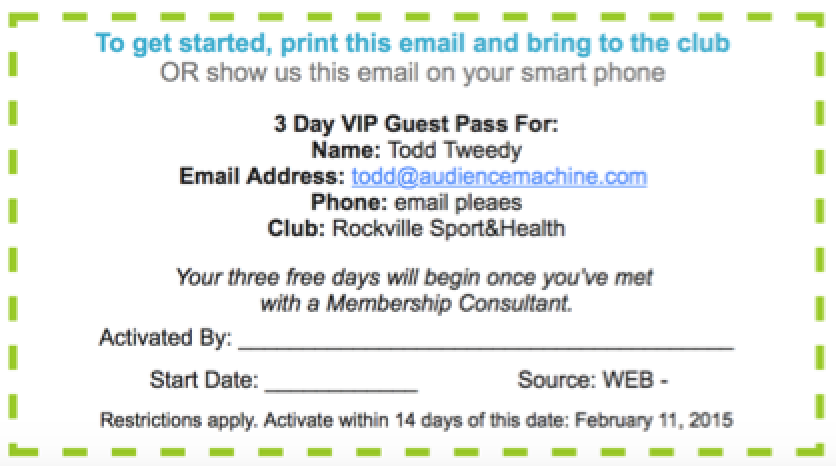 To get started, print this email and bring to the club
OR show us this email on your smart phone
3 Day VIP Guest Pass For:
Name: Todd Tweedy
Email Address: todd@audiencemachine.com
Phone: email pleaes
Club: Rockville Sport&Health
Your three free days will begin once you've met
with a Membership Consultant.
Activated By: ____________________
Start Date: ____________ Source: WEB -
Restrictions apply. Activate within 14 days of this date: February 11, 2015